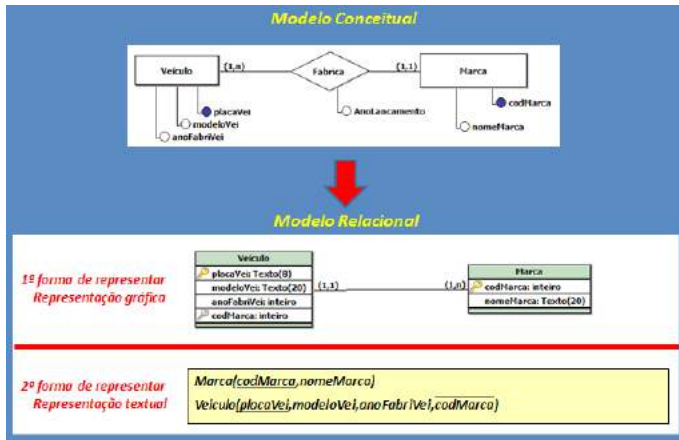 Modelo Conceitual
Veículo (1,n) Fabrica (1,1) Marca
placaVei
modeloVei
anoFabriVei
AnoLancamento
codMarca
nomeMarca
Modelo Relacional
1ª forma de representar
Representação gráfica
Veiculo
placaVei: Texto(8)
modeloVei: Texto(20)
anoFabriVei: inteiro
codMarca: inteiro
(1,1) (1,n)
Marca
codMarca: inteiro
nomeMarca: Texto(20)
2ª forma de representar
Representação textual
Marca(codMarca,nomeMarca)
Veiculo(placaVei,modeloVei,anoFabriVei,codMarca)